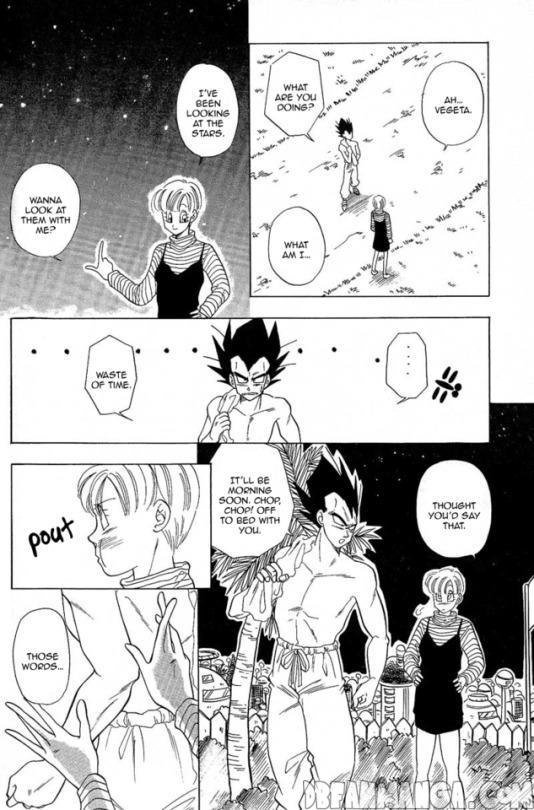 AH...
VEGETA.
WHAT
ARE YOU
DOING?
WHAT
AM I...
I'VE
BEEN
LOOKING
AT THE
STARS.
WANNA
LOOK AT
THEM WITH
ME?
....
WASTE
OF TIME.
THOUGHT
YOU'D SAY
THAT.
IT'LL BE
MORNING
SOON. CHOP,
CHOP! OFF
TO BED WITH
YOU.
pout
THOSE
WORDS...